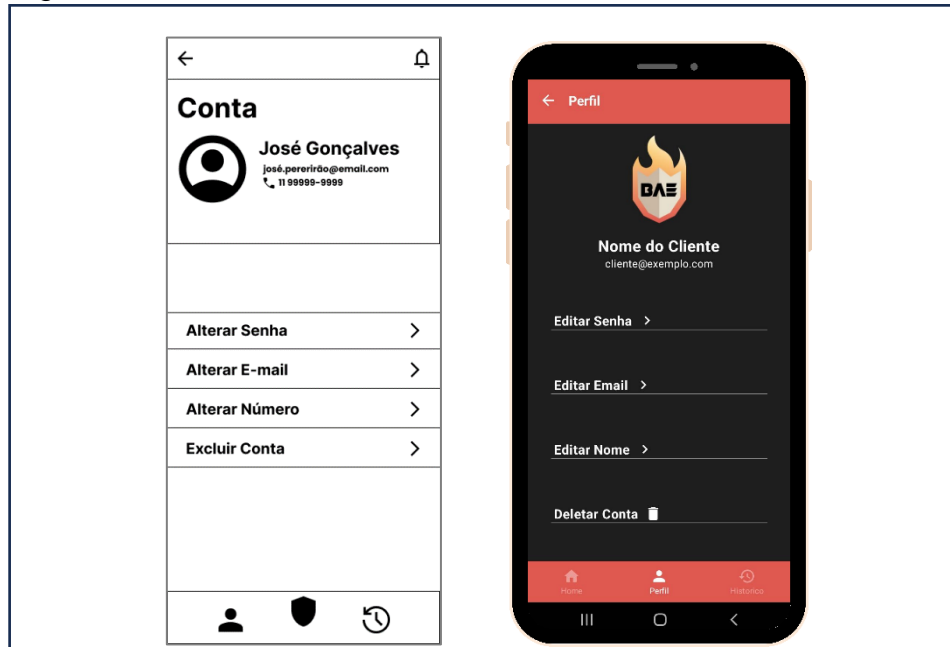 Conta
José Gonçalves
josé.pererirão@email.com
11 99999-9999
Alterar Senha
Alterar E-mail
Alterar Número
Excluir Conta
Perfil
BAE
Nome do Cliente
cliente@exemplo.com
Editar Senha
Editar Email
Editar Nome
Deletar Conta
Home
Perfil
Historico